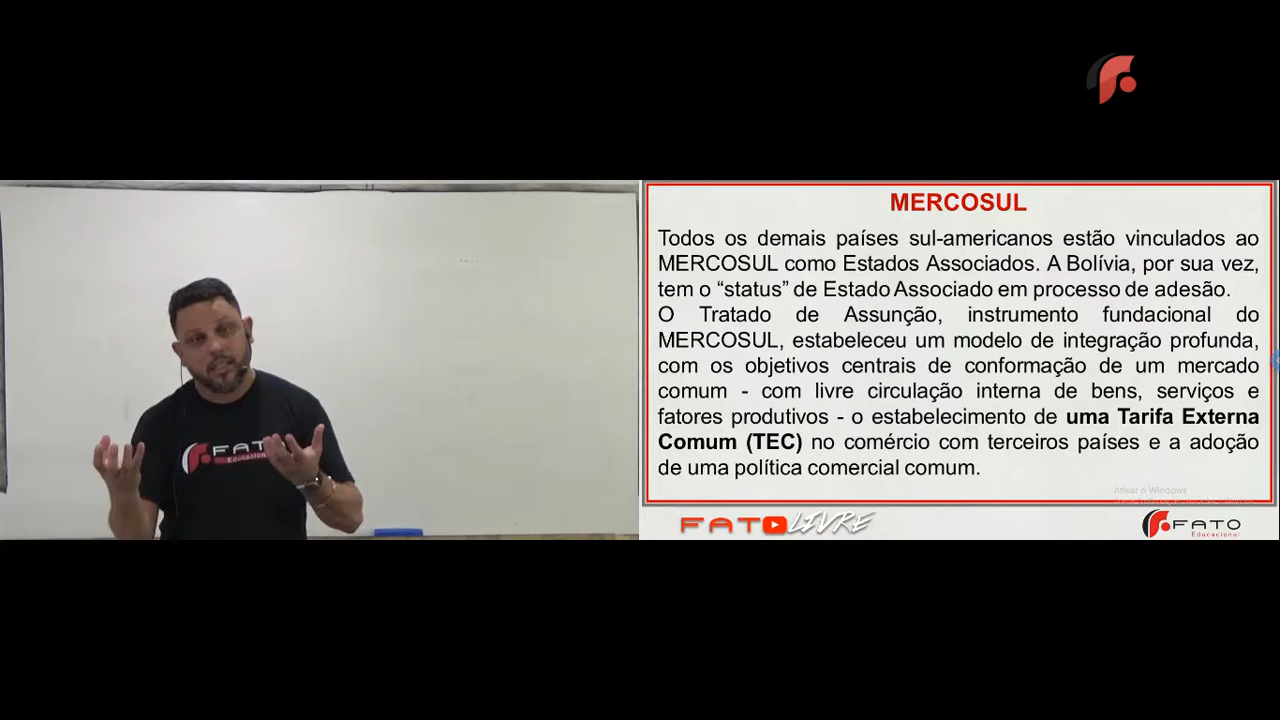 MERCOSUL
Todos os demais países sul-americanos estão vinculados ao
MERCOSUL como Estados Associados. A Bolívia, por sua vez,
tem o “status” de Estado Associado em processo de adesão.
O Tratado de Assunção, instrumento fundacional do
MERCOSUL, estabeleceu um modelo de integração profunda,
com os objetivos centrais de conformação de um mercado
comum - com livre circulação interna de bens, serviços e
fatores produtivos - o estabelecimento de uma Tarifa Externa
Comum (TEC) no comércio com terceiros países e a adoção
de uma política comercial comum.
Ativar o Windows
FATO LIVRE
FATO
Educacional
FATO
Educacional